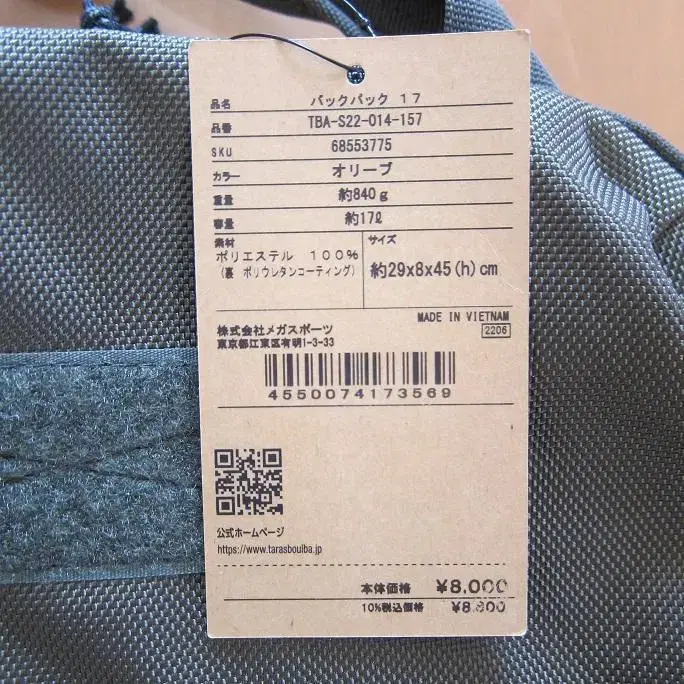 品名 バックパック 17
品番 TBA-S22-014-157
SKU 68553775
カラー オリーブ
重量 約840g
容量 約17ℓ
素材
ポリエステル 100%
(裏 ポリウレタンコーティング)
サイズ
約29x8x45(h)cm
MADE IN VIETNAM
2206
株式会社メガスポーツ
東京都江東区有明1-3-33
4550074173569
公式ホームページ
https://www.tarasboulba.jp
本体価格 ¥8,000
10%税込価格 ¥8,800